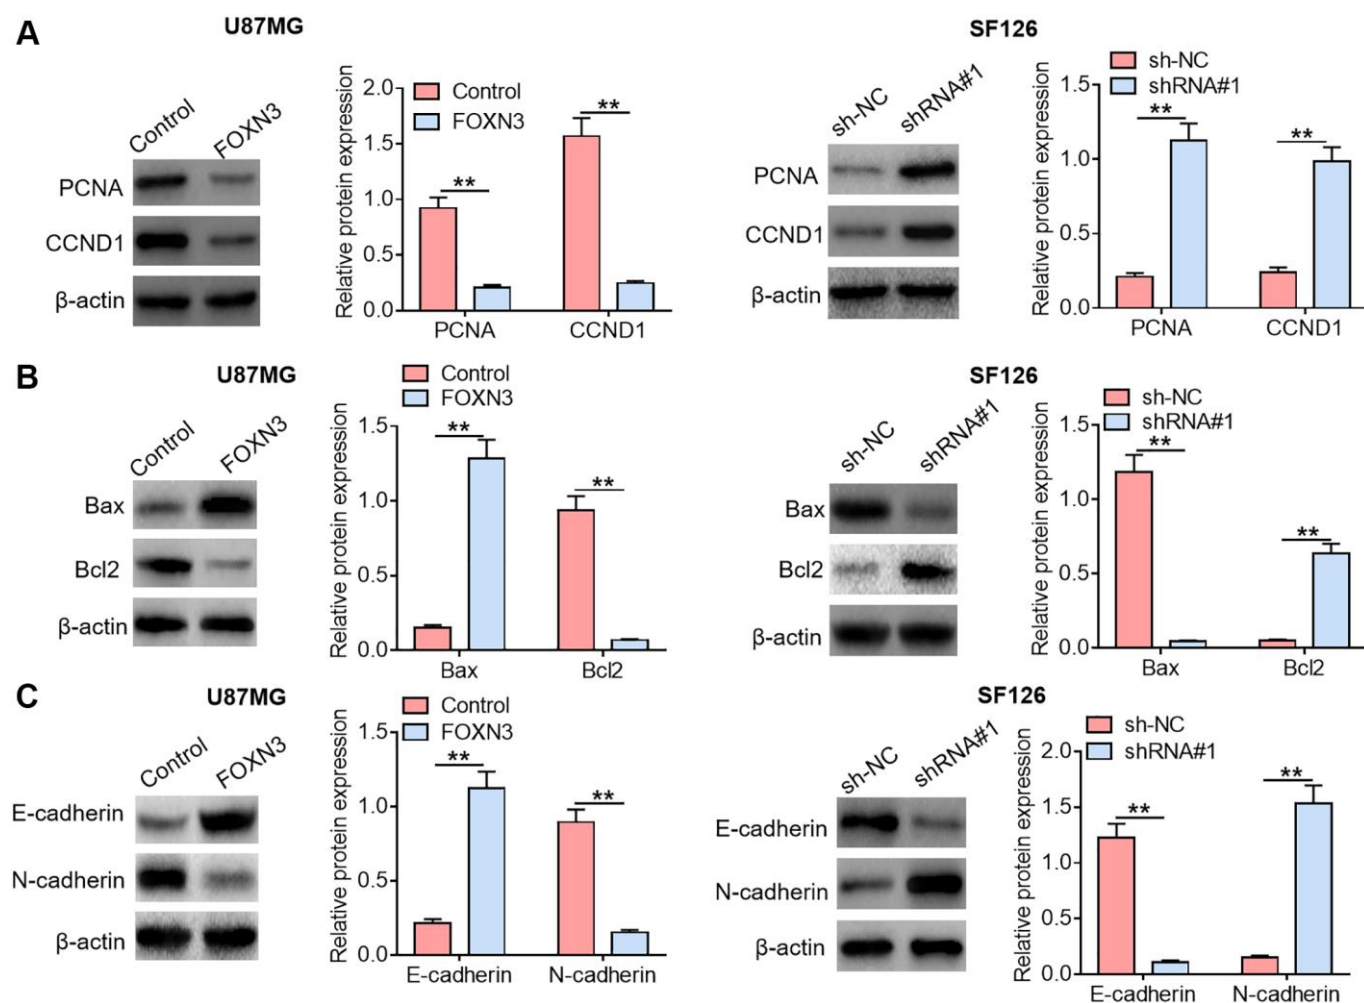 A
U87MG
Control
FOXN3
PCNA
CCND1
β-actin
Relative protein expression
2.0
1.5
1.0
0.5
0.0
Control
FOXN3
**
**
PCNA
CCND1
SF126
sh-NC
shRNA#1
PCNA
CCND1
β-actin
Relative protein expression
1.5
1.0
0.5
0.0
sh-NC
shRNA#1
**
**
PCNA
CCND1
B
U87MG
Control
FOXN3
Bax
Bcl2
β-actin
Relative protein expression
1.5
1.0
0.5
0.0
Control
FOXN3
**
**
Bax
Bcl2
SF126
sh-NC
shRNA#1
Bax
Bcl2
β-actin
Relative protein expression
1.5
1.0
0.5
0.0
sh-NC
shRNA#1
**
**
Bax
Bcl2
C
U87MG
Control
FOXN3
E-cadherin
N-cadherin
β-actin
Relative protein expression
1.5
1.0
0.5
0.0
Control
FOXN3
**
**
E-cadherin
N-cadherin
SF126
sh-NC
shRNA#1
E-cadherin
N-cadherin
β-actin
Relative protein expression
2.0
1.5
1.0
0.5
0.0
sh-NC
shRNA#1
**
**
E-cadherin
N-cadherin